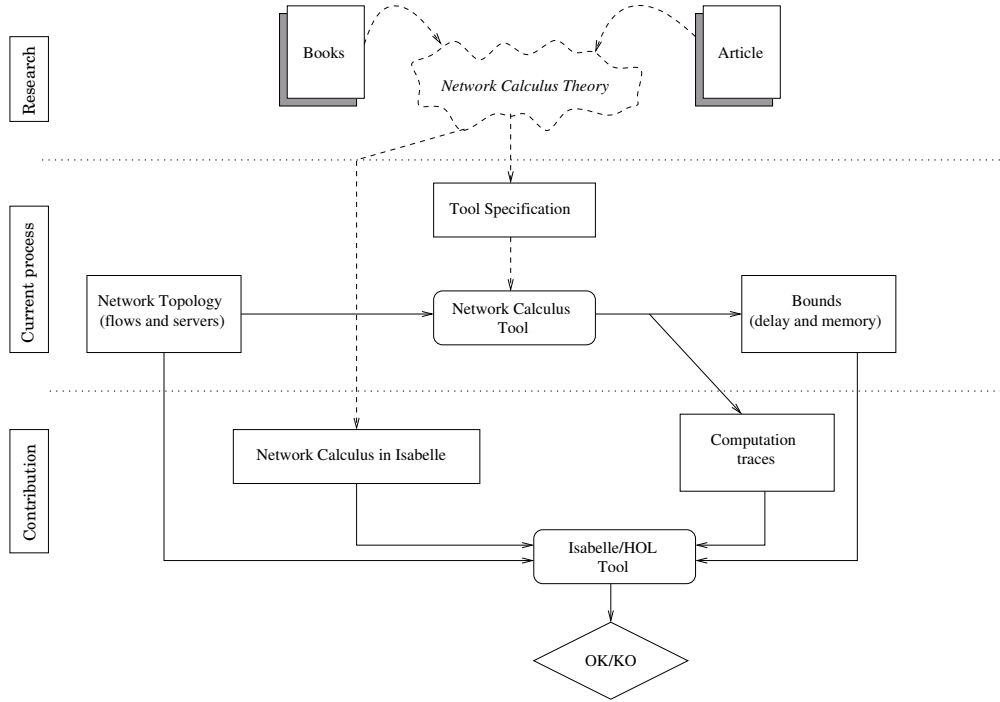 Research
Books
Article
Network Calculus Theory
Current process
Tool Specification
Network Topology
(flows and servers)
Network Calculus
Tool
Bounds
(delay and memory)
Contribution
Network Calculus in Isabelle
Computation
traces
Isabelle/HOL
Tool
OK/KO